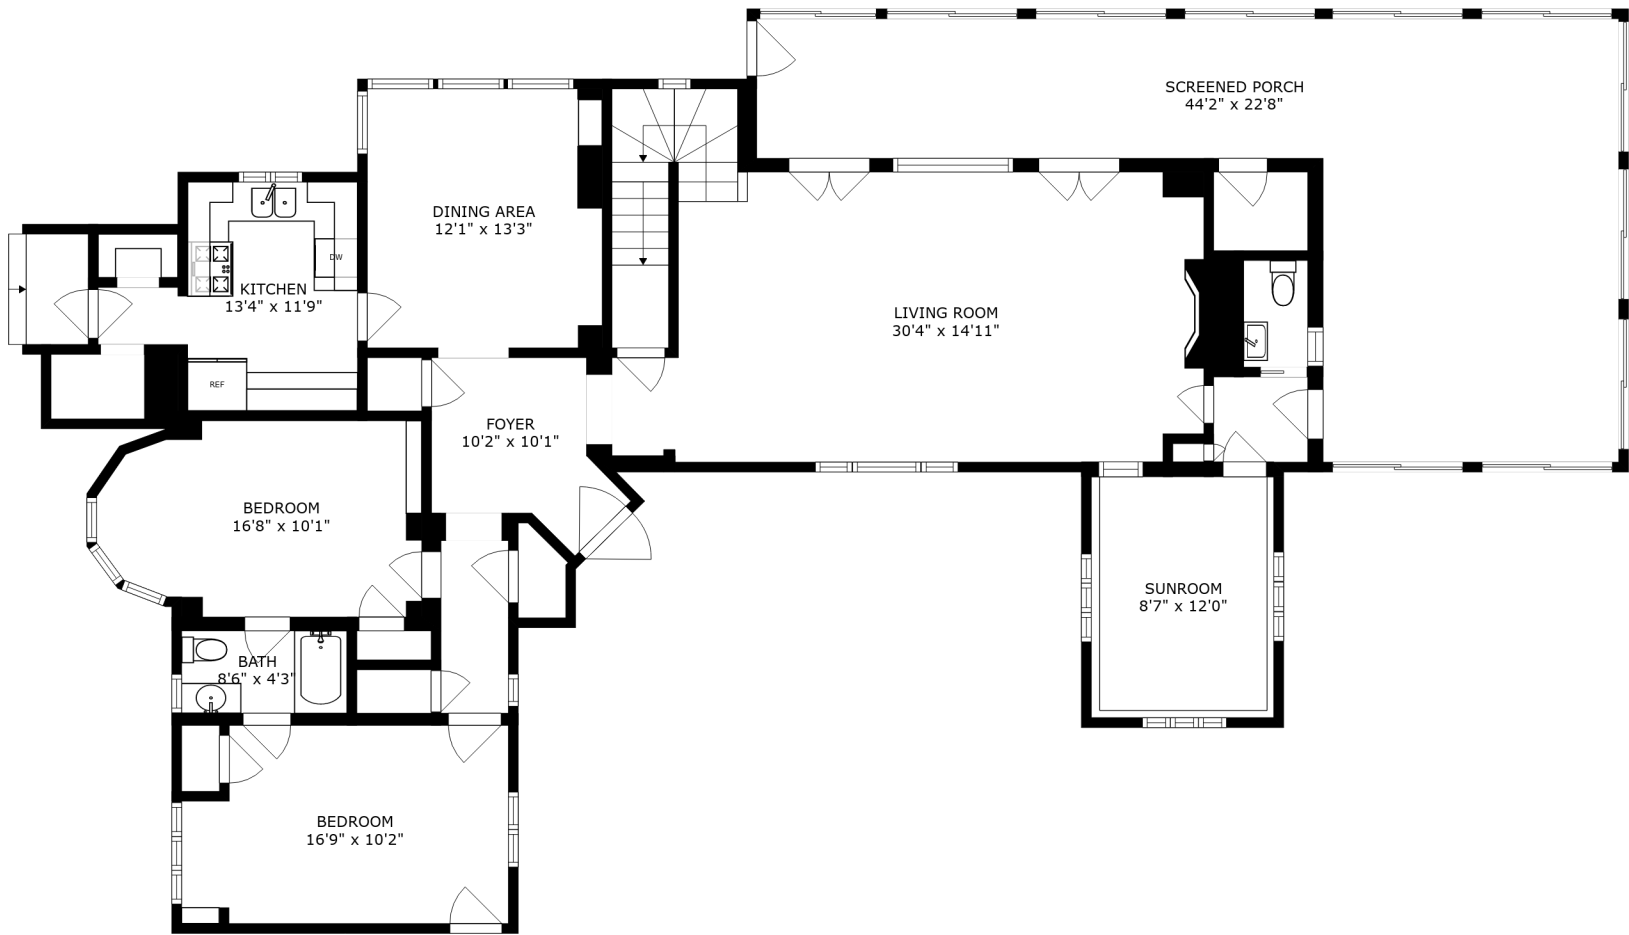 SCREENED PORCH
44'2" x 22'8"
DINING AREA
12'1" x 13'3"
DW
KITCHEN
13'4" x 11'9"
LIVING ROOM
30'4" x 14'11"
REF
FOYER
10'2" x 10'1"
BEDROOM
16'8" x 10'1"
SUNROOM
8'7" x 12'0"
BATH
8'6" x 4'3"
BEDROOM
16'9" x 10'2"